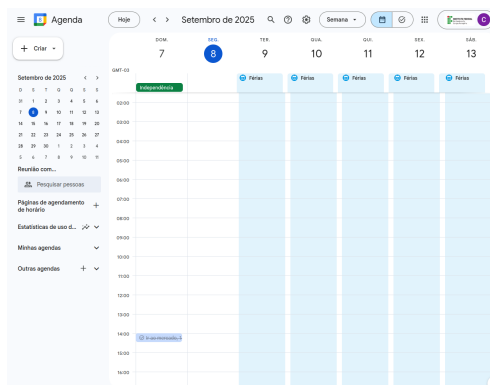 Agenda
Hoje
Setembro de 2025
Semana
C
Criar
Setembro de 2025
D S T Q Q S S
31 1 2 3 4 5 6
7 8 9 10 11 12 13
14 15 16 17 18 19 20
21 22 23 24 25 26 27
28 29 30 1 2 3 4
5 6 7 8 9 10 11
Reunião com...
Pesquisar pessoas
Páginas de agendamento
de horário
Estatísticas de uso d...
Minhas agendas
Outras agendas
DOM. SEG. TER. QUA. QUI. SEX. SÁB.
7 8 9 10 11 12 13
GMT-03
Férias Férias Férias Férias Férias
Independência
02:00
03:00
04:00
05:00
06:00
07:00
08:00
09:00
10:00
11:00
12:00
13:00
14:00
15:00
16:00